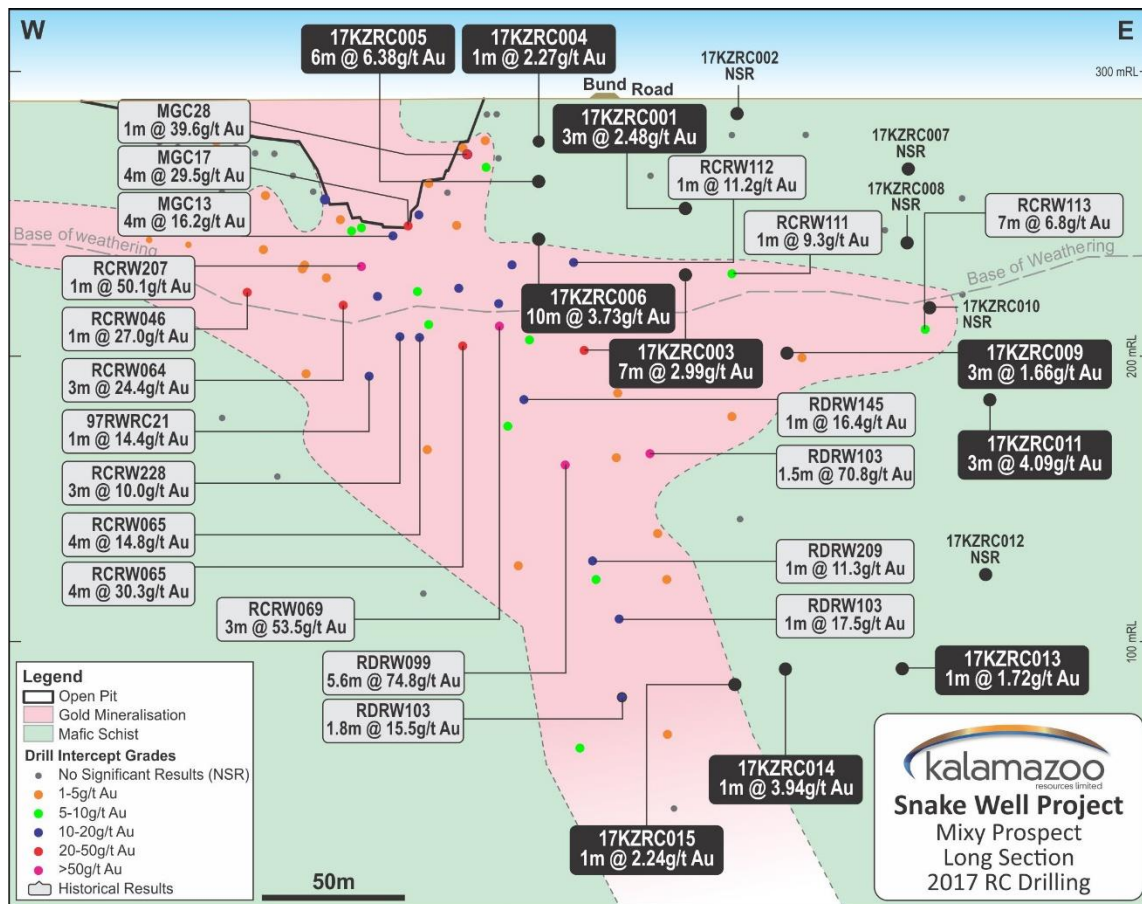 W
E
17KZRC005
6m @ 6.38g/t Au
17KZRC004
1m @ 2.27g/t Au
17KZRC002
NSR
300 mRL
Bund
Road
MGC28
1m @ 39.6g/t Au
17KZRC001
3m @ 2.48g/t Au
17KZRC007
NSR
MGC17
4m @ 29.5g/t Au
RCRW112
1m @ 11.2g/t Au
17KZRC008
NSR
MGC13
4m @ 16.2g/t Au
RCRW111
1m @ 9.3g/t Au
RCRW113
7m @ 6.8g/t Au
Base of weathering
Base of Weathering
RCRW207
1m @ 50.1g/t Au
17KZRC006
10m @ 3.73g/t Au
17KZRC010
NSR
RCRW046
1m @ 27.0g/t Au
17KZRC003
7m @ 2.99g/t Au
17KZRC009
3m @ 1.66g/t Au
200 mRL
RCRW064
3m @ 24.4g/t Au
97RWRC21
1m @ 14.4g/t Au
RDRW145
1m @ 16.4g/t Au
17KZRC011
3m @ 4.09g/t Au
RCRW228
3m @ 10.0g/t Au
RDRW103
1.5m @ 70.8g/t Au
RCRW065
4m @ 14.8g/t Au
RCRW065
4m @ 30.3g/t Au
RDRW209
1m @ 11.3g/t Au
17KZRC012
NSR
RCRW069
3m @ 53.5g/t Au
RDRW103
1m @ 17.5g/t Au
100 mRL
RDRW099
5.6m @ 74.8g/t Au
17KZRC013
1m @ 1.72g/t Au
RDRW103
1.8m @ 15.5g/t Au
17KZRC014
1m @ 3.94g/t Au
17KZRC015
1m @ 2.24g/t Au
Legend
Open Pit
Gold Mineralisation
Mafic Schist
Drill Intercept Grades
No Significant Results (NSR)
1-5g/t Au
5-10g/t Au
10-20g/t Au
20-50g/t Au
>50g/t Au
Historical Results
50m
kalamazoo
resources limited
Snake Well Project
Mixy Prospect
Long Section
2017 RC Drilling